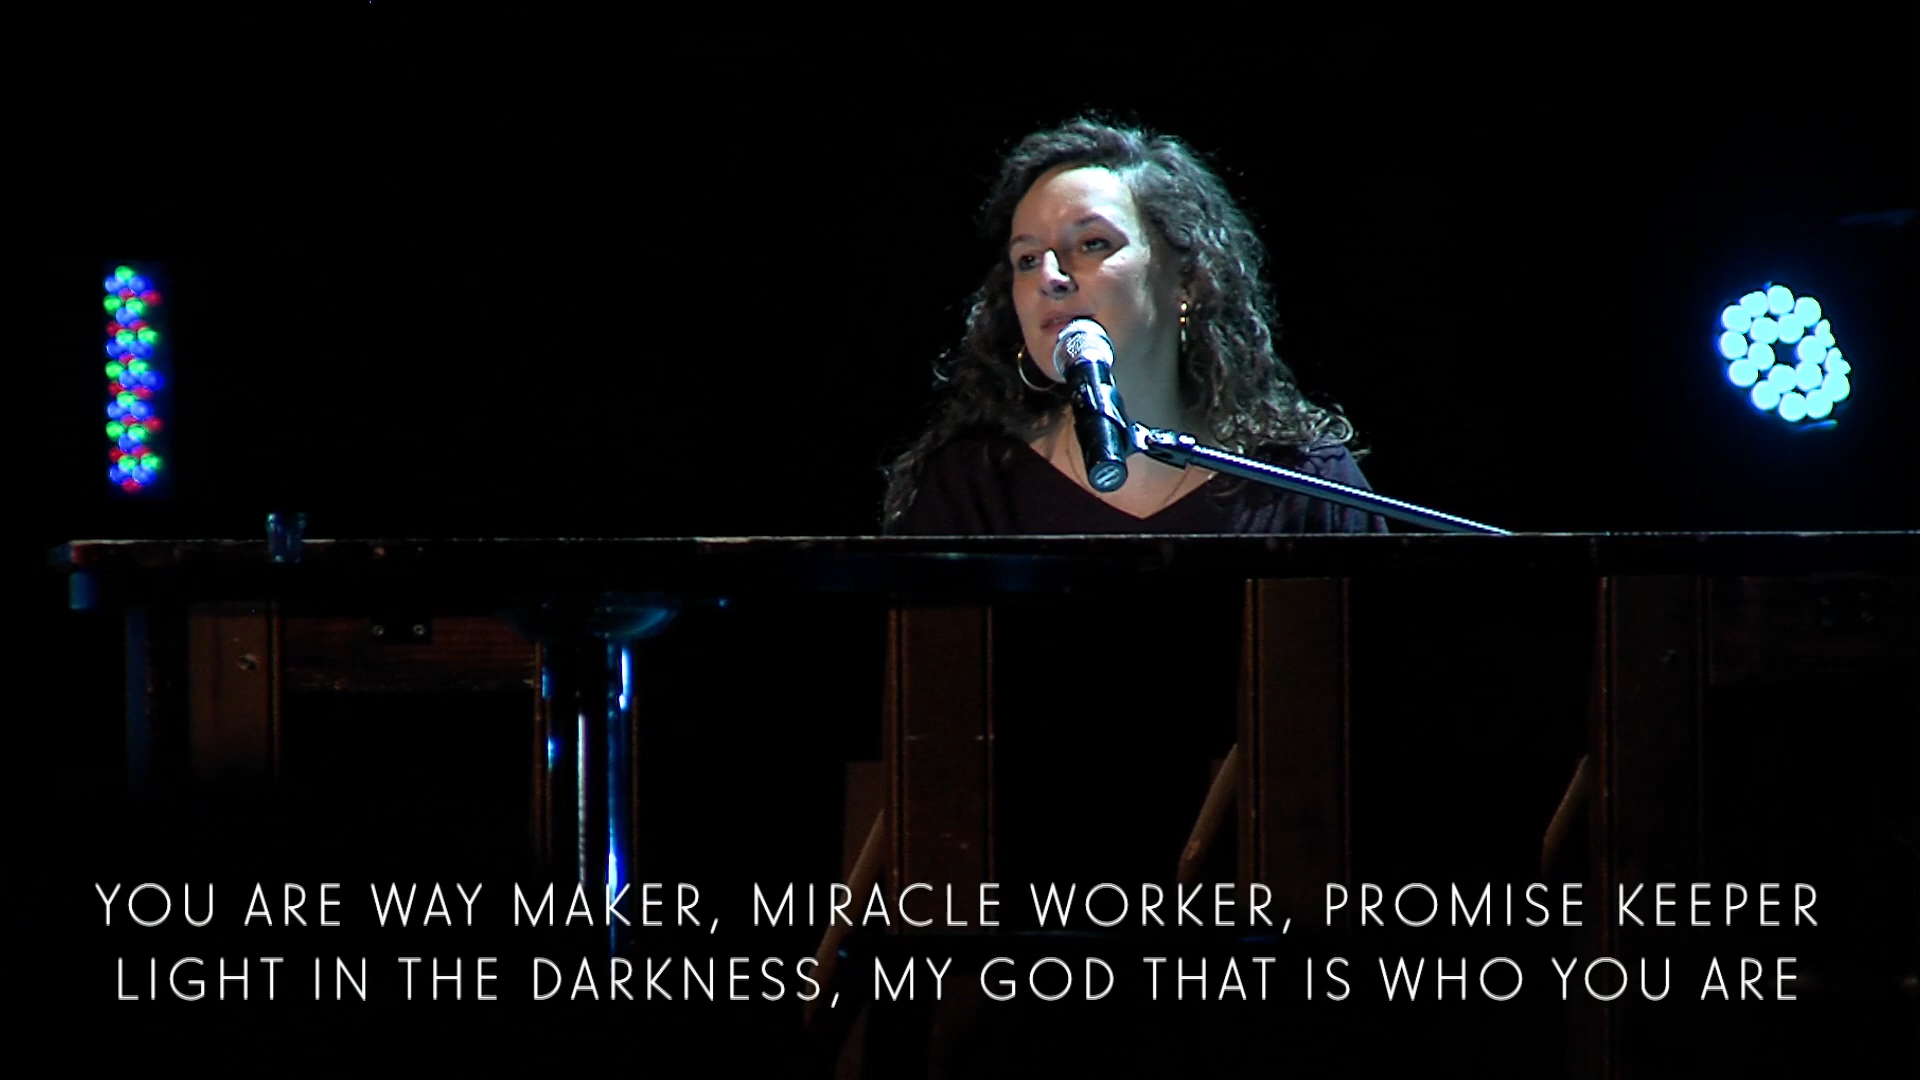 YOU ARE WAY MAKER, MIRACLE WORKER, PROMISE KEEPER
LIGHT IN THE DARKNESS, MY GOD THAT IS WHO YOU ARE